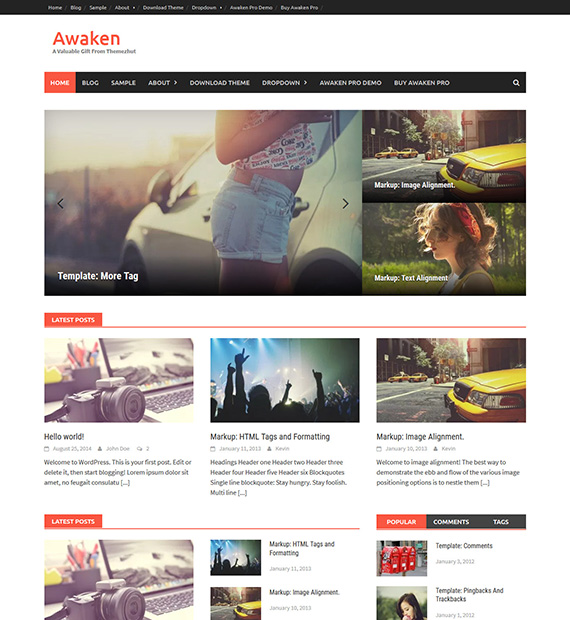 Home / Blog / Sample / About / Download Theme / Dropdown / Awaken Pro Demo / Buy Awaken Pro /
Awaken
A Valuable Gift From Themezhut
HOME BLOG SAMPLE ABOUT DOWNLOAD THEME DROPDOWN AWAKEN PRO DEMO BUY AWAKEN PRO
Template: More Tag
Markup: Image Alignment.
Markup: Text Alignment
LATEST POSTS
Hello world!
August 25, 2014 John Doe 2
Welcome to WordPress. This is your first post. Edit or
delete it, then start blogging! Lorem ipsum dolor sit
amet, no feugait consulatu [...]
Markup: HTML Tags and Formatting
January 11, 2013 Kevin
Headings Header one Header two Header three
Header four Header five Header six Blockquotes
Single line blockquote: Stay hungry. Stay foolish.
Multi line [...]
Markup: Image Alignment.
January 10, 2013 Kevin
Welcome to image alignment! The best way to
demonstrate the ebb and flow of the various image
positioning options is to nestle them [...]
LATEST POSTS
Markup: HTML Tags and
Formatting
January 11, 2013
Markup: Image Alignment.
January 10, 2013
POPULAR COMMENTS TAGS
Template: Comments
January 3, 2012
Template: Pingbacks And
Trackbacks
January 1, 2012